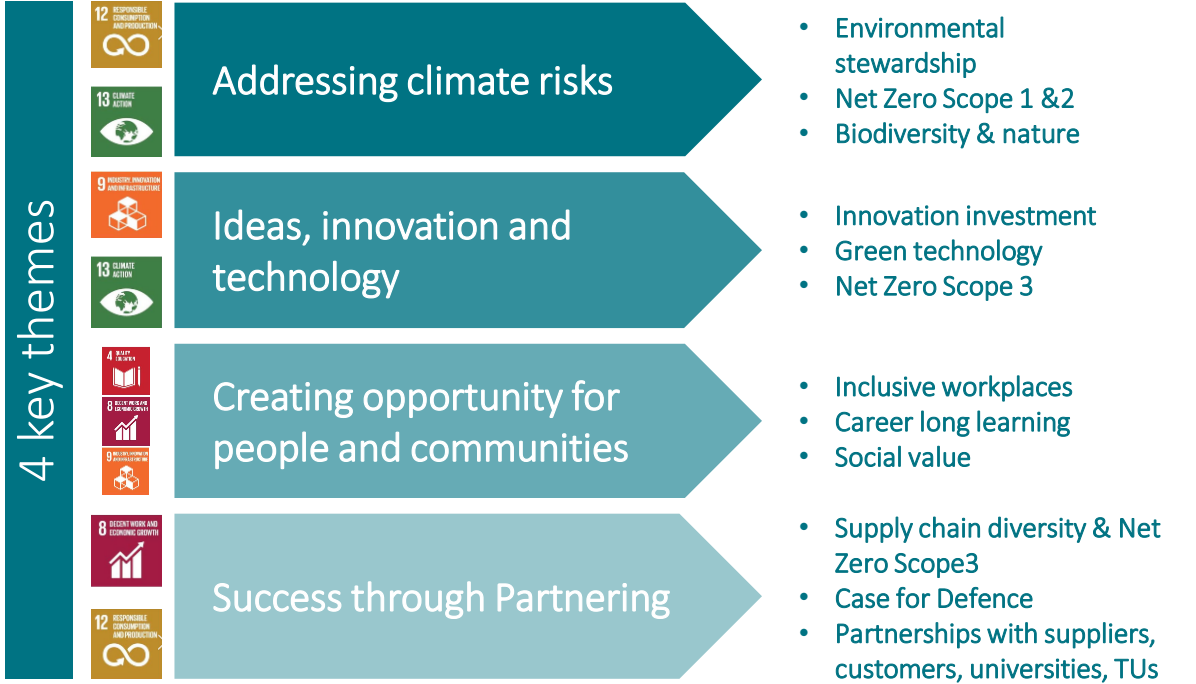 4 key themes
12 RESPONSIBLE
CONSUMPTION
AND PRODUCTION
13 CLIMATE
ACTION
Addressing climate risks
• Environmental
stewardship
• Net Zero Scope 1 &2
• Biodiversity & nature
9 INDUSTRY, INNOVATION
AND INFRASTRUCTURE
13 CLIMATE
ACTION
Ideas, innovation and
technology
• Innovation investment
• Green technology
• Net Zero Scope 3
4 QUALITY
EDUCATION
8 DECENT WORK AND
ECONOMIC GROWTH
9 INDUSTRY, INNOVATION
AND INFRASTRUCTURE
Creating opportunity for
people and communities
• Inclusive workplaces
• Career long learning
• Social value
8 DECENT WORK AND
ECONOMIC GROWTH
12 RESPONSIBLE
CONSUMPTION
AND PRODUCTION
Success through Partnering
• Supply chain diversity & Net
Zero Scope3
• Case for Defence
• Partnerships with suppliers,
customers, universities, TUs